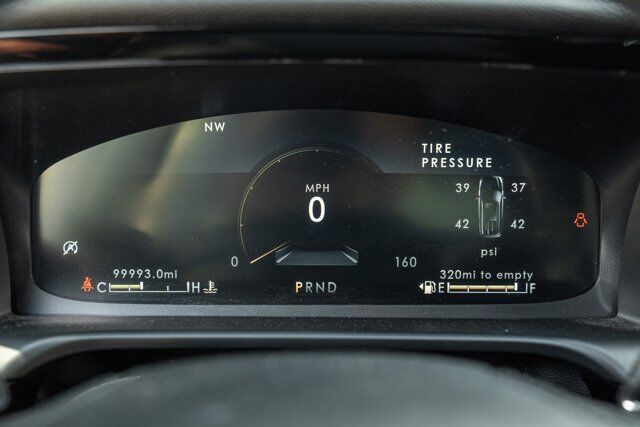 NW
TIRE
PRESSURE
39 37
MPH
0
42 42
psi
0 160
99993.0mi
320mi to empty
C H
PRND
E F